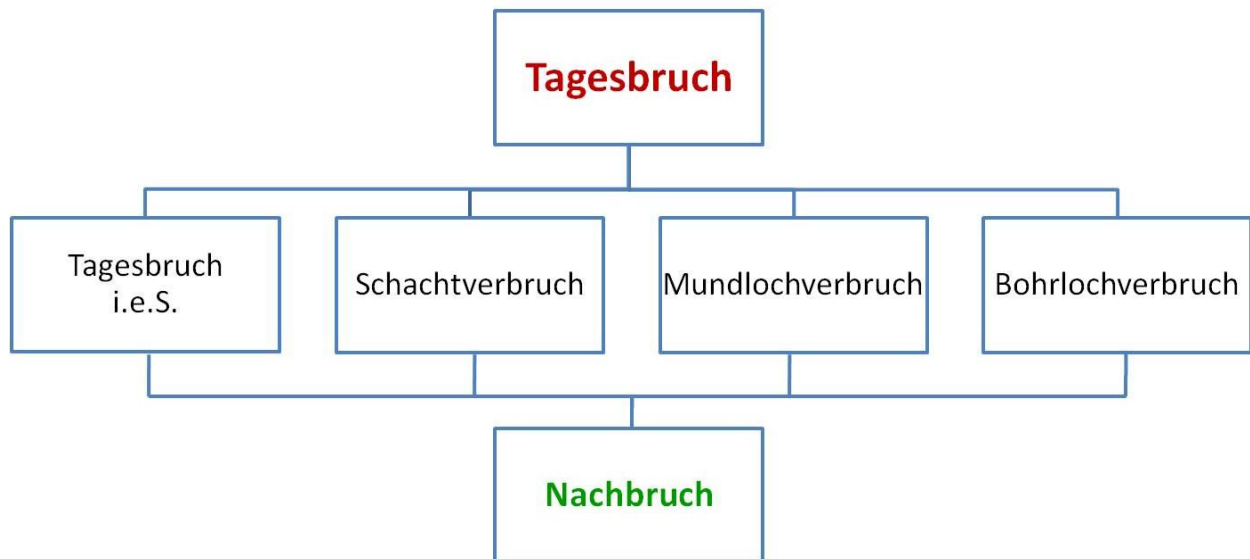 Tagesbruch
Tagesbruch
i.e.S.
Schachtverbruch
Mundlochverbruch
Bohrlochverbruch
Nachbruch